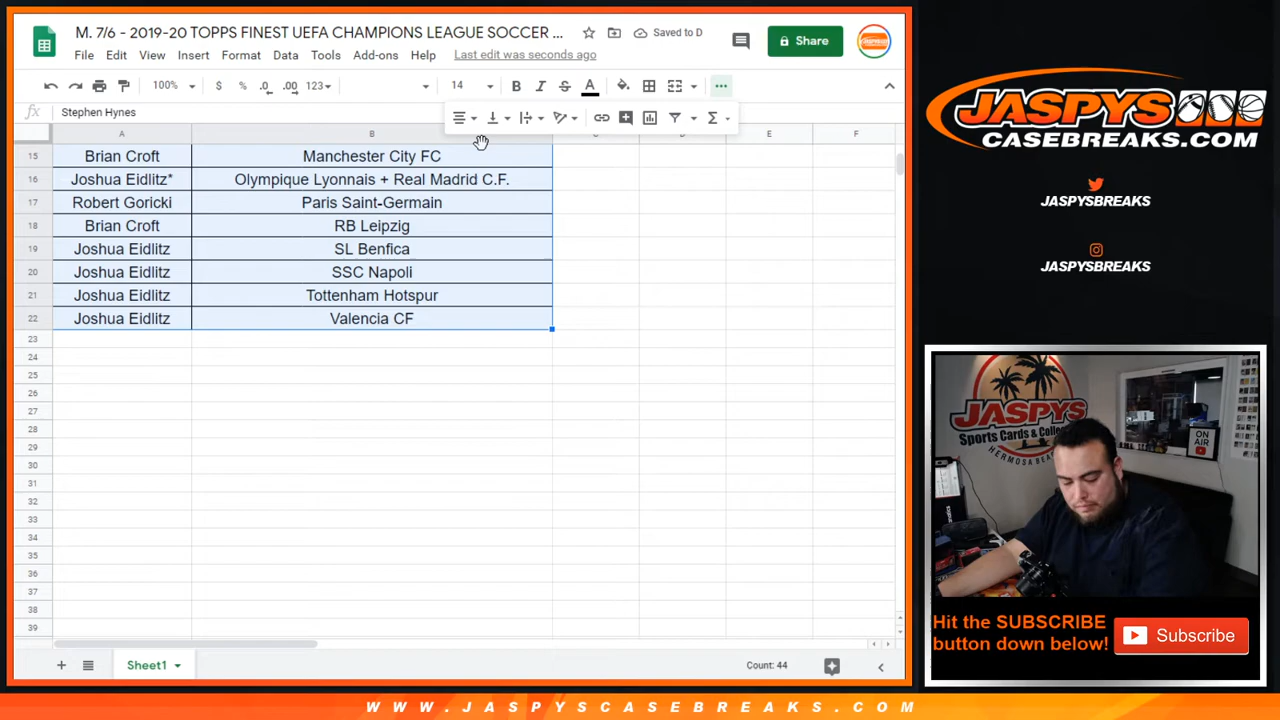 M. 7/6 - 2019-20 TOPPS FINEST UEFA CHAMPIONS LEAGUE SOCCER ...
Saved to D
Share
File Edit View Insert Format Data Tools Add-ons Help Last edit was seconds ago
100% $ % .0 .00 123 14 B I S A
fx Stephen Hynes
A B C D E F
15 Brian Croft Manchester City FC
16 Joshua Eidlitz* Olympique Lyonnais + Real Madrid C.F.
17 Robert Goricki Paris Saint-Germain
18 Brian Croft RB Leipzig
19 Joshua Eidlitz SL Benfica
20 Joshua Eidlitz SSC Napoli
21 Joshua Eidlitz Tottenham Hotspur
22 Joshua Eidlitz Valencia CF
23
24
25
26
27
28
29
30
31
32
33
34
35
36
37
38
39
Sheet1
Count: 44
JASPYS
CASEBREAKS.COM
JASPYSBREAKS
JASPYSBREAKS
JASPYS
Sports Cards & Collec
HERMOSA BEAC
ON
AIR
Hit the SUBSCRIBE
button down below!
Subscribe
WWW.JASPYSCASEBREAKS.COM